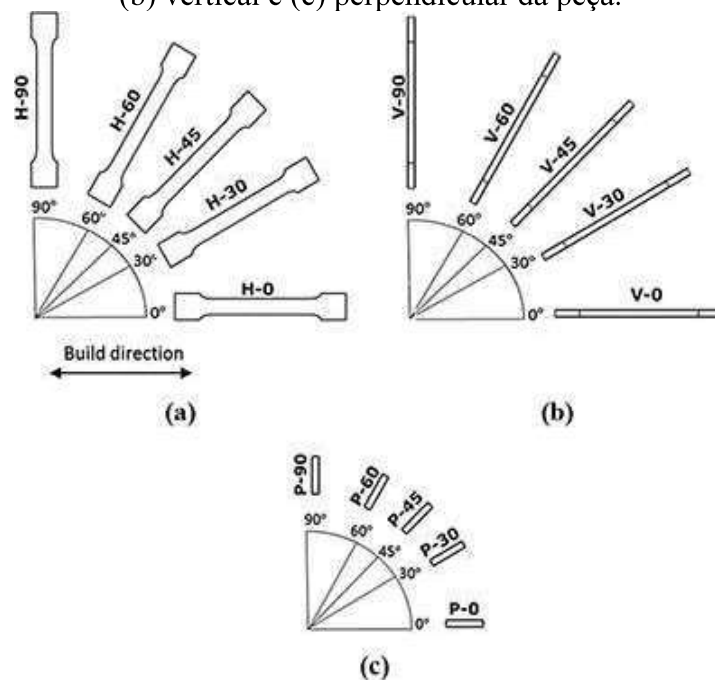 (b) vertical e (c) perpendicular da peça.
H-90
H-60
H-45
H-30
H-0
90°
60°
45°
30°
0°
Build direction
(a)
V-90
V-60
V-45
V-30
V-0
90°
60°
45°
30°
0°
(b)
P-90
P-60
P-45
P-30
P-0
90°
60°
45°
30°
0°
(c)